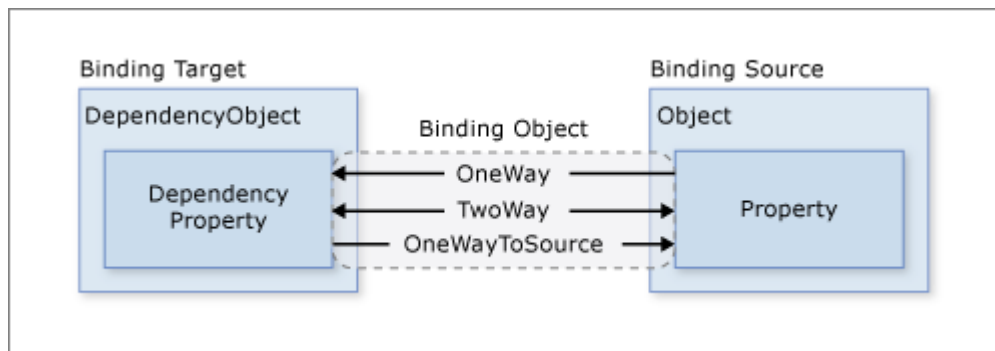 Binding Target
Binding Source
DependencyObject
Object
Binding Object
OneWay
Dependency
Property
TwoWay
Property
OneWayToSource